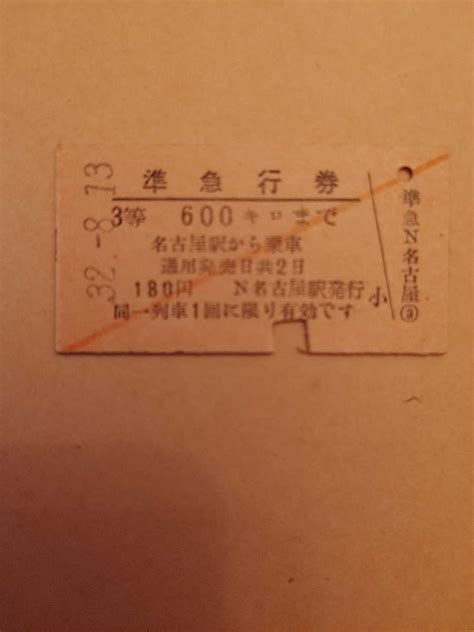 32.-8.13
準急行券
3等 600キロまで
名古屋駅から乗車
通用発売日共2日
180円 N名古屋駅発行
同一列車1回に限り有効です
小
準急N名古屋③